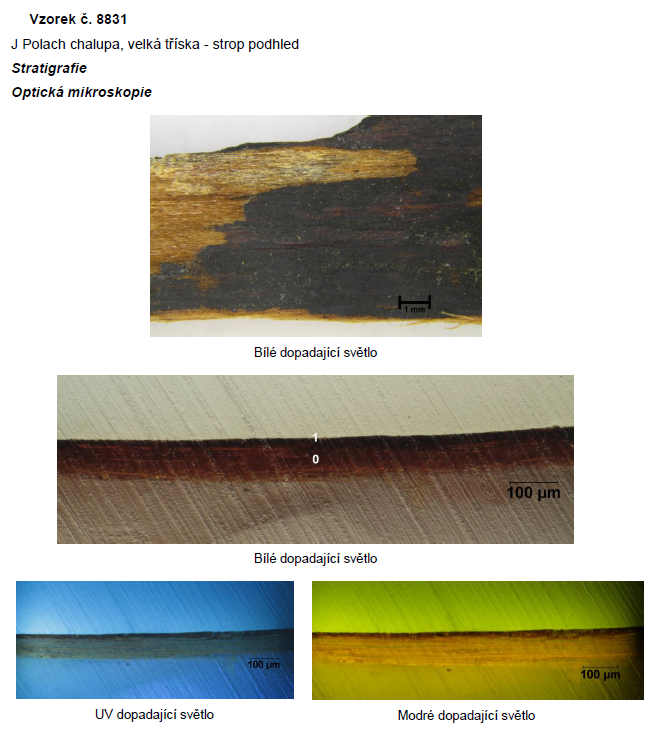 Vzorek č. 8831
J Polach chalupa, velká tříska - strop podhled
Stratigrafie
Optická mikroskopie
1 mm
Bílé dopadající světlo
1
0
100 µm
Bílé dopadající světlo
100 µm
100 µm
UV dopadající světlo
Modré dopadající světlo